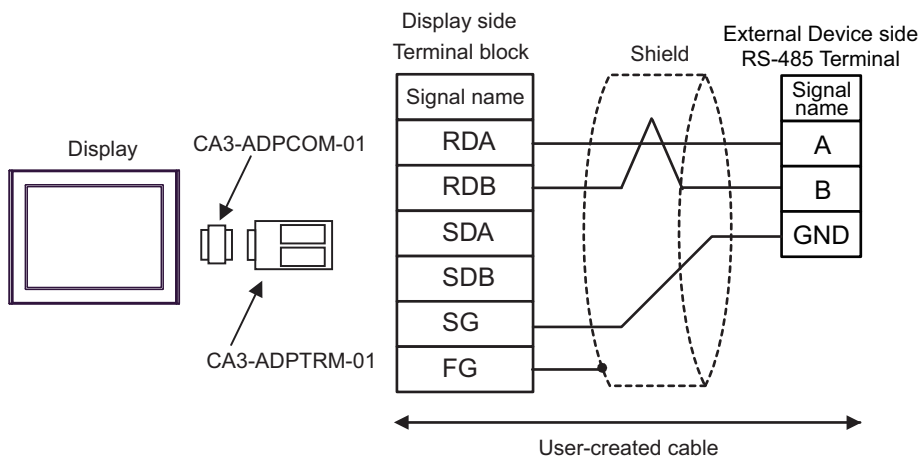 Display side
Terminal block
Shield
External Device side
RS-485 Terminal
Signal name
Signal
name
Display
CA3-ADPCOM-01
RDA
A
RDB
B
SDA
GND
SDB
SG
CA3-ADPTRM-01
FG
User-created cable